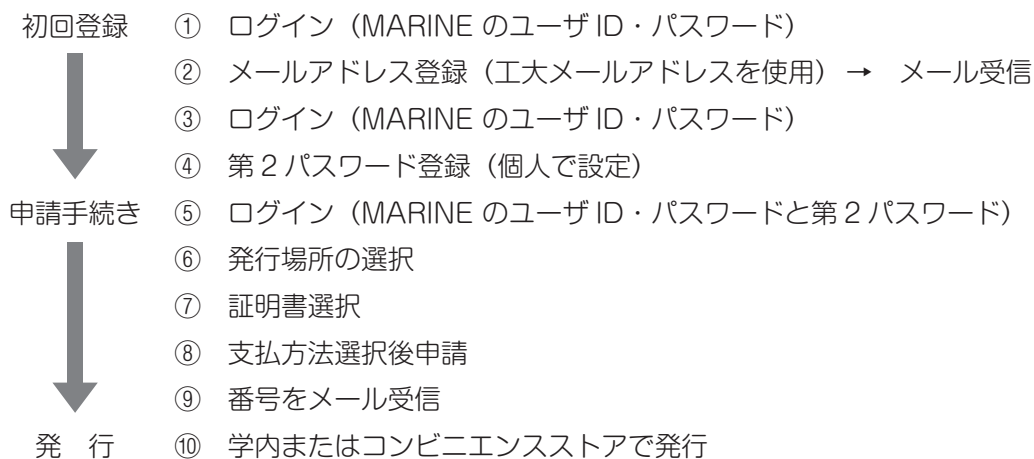 初回登録 ① ログイン（MARINE のユーザ ID・パスワード）
② メールアドレス登録（工大メールアドレスを使用）→ メール受信
③ ログイン（MARINE のユーザ ID・パスワード）
④ 第２パスワード登録（個人で設定）
申請手続き ⑤ ログイン（MARINE のユーザ ID・パスワードと第２パスワード）
⑥ 発行場所の選択
⑦ 証明書選択
⑧ 支払方法選択後申請
⑨ 番号をメール受信
発　行 ⑩ 学内またはコンビニエンスストアで発行